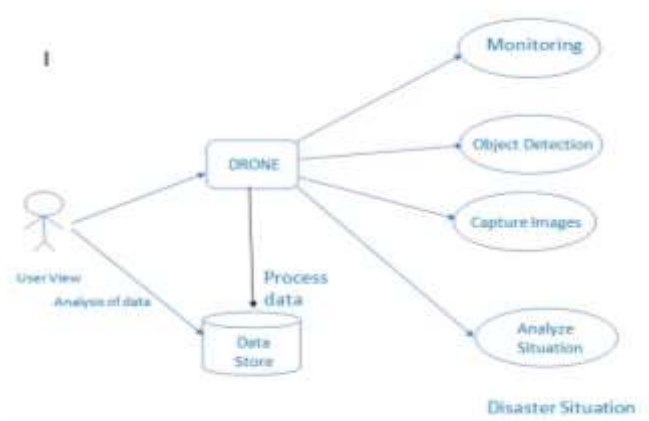 I
Monitoring
Object Detection
DRONE
Capture Images
User View
Process
data
Analysis of data
Data
Store
Analyze
Situation
Disaster Situation